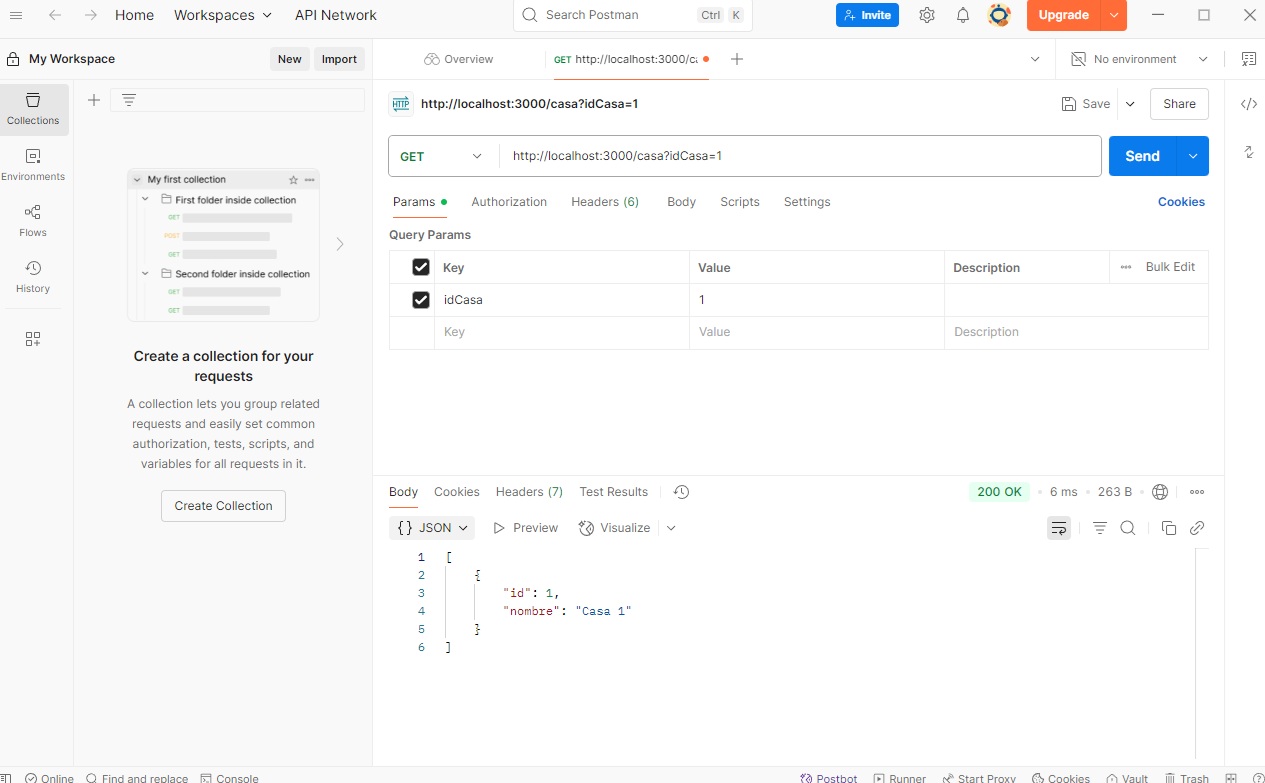 Home Workspaces API Network Search Postman Ctrl K Invite Upgrade
My Workspace New Import Overview GET http://localhost:3000/ca No environment
Collections
Environments
Flows
History
My first collection
First folder inside collection
GET
POST
GET
Second folder inside collection
GET
GET
Create a collection for your
requests
A collection lets you group related
requests and easily set common
authorization, tests, scripts, and
variables for all requests in it.
Create Collection
HTTP http://localhost:3000/casa?idCasa=1 Save Share
GET http://localhost:3000/casa?idCasa=1 Send
Params Authorization Headers (6) Body Scripts Settings Cookies
Query Params
Key Value Description Bulk Edit
idCasa 1
Key Value Description
Body Cookies Headers (7) Test Results 200 OK 6 ms 263 B
{} JSON Preview Visualize
1 [
2 {
3 "id": 1,
4 "nombre": "Casa 1"
5 }
6 ]
Online Find and replace Console Postbot Runner Start Proxy Cookies Vault Trash